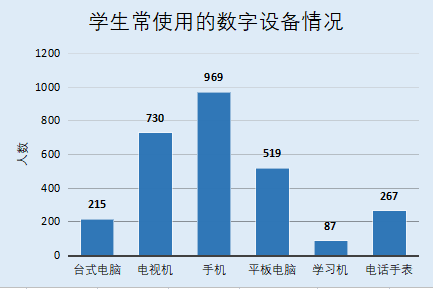 学生常使用的数字设备情况
1200
1000
800
600
400
200
0
人数
215
730
969
519
87
267
台式电脑
电视机
手机
平板电脑
学习机
电话手表